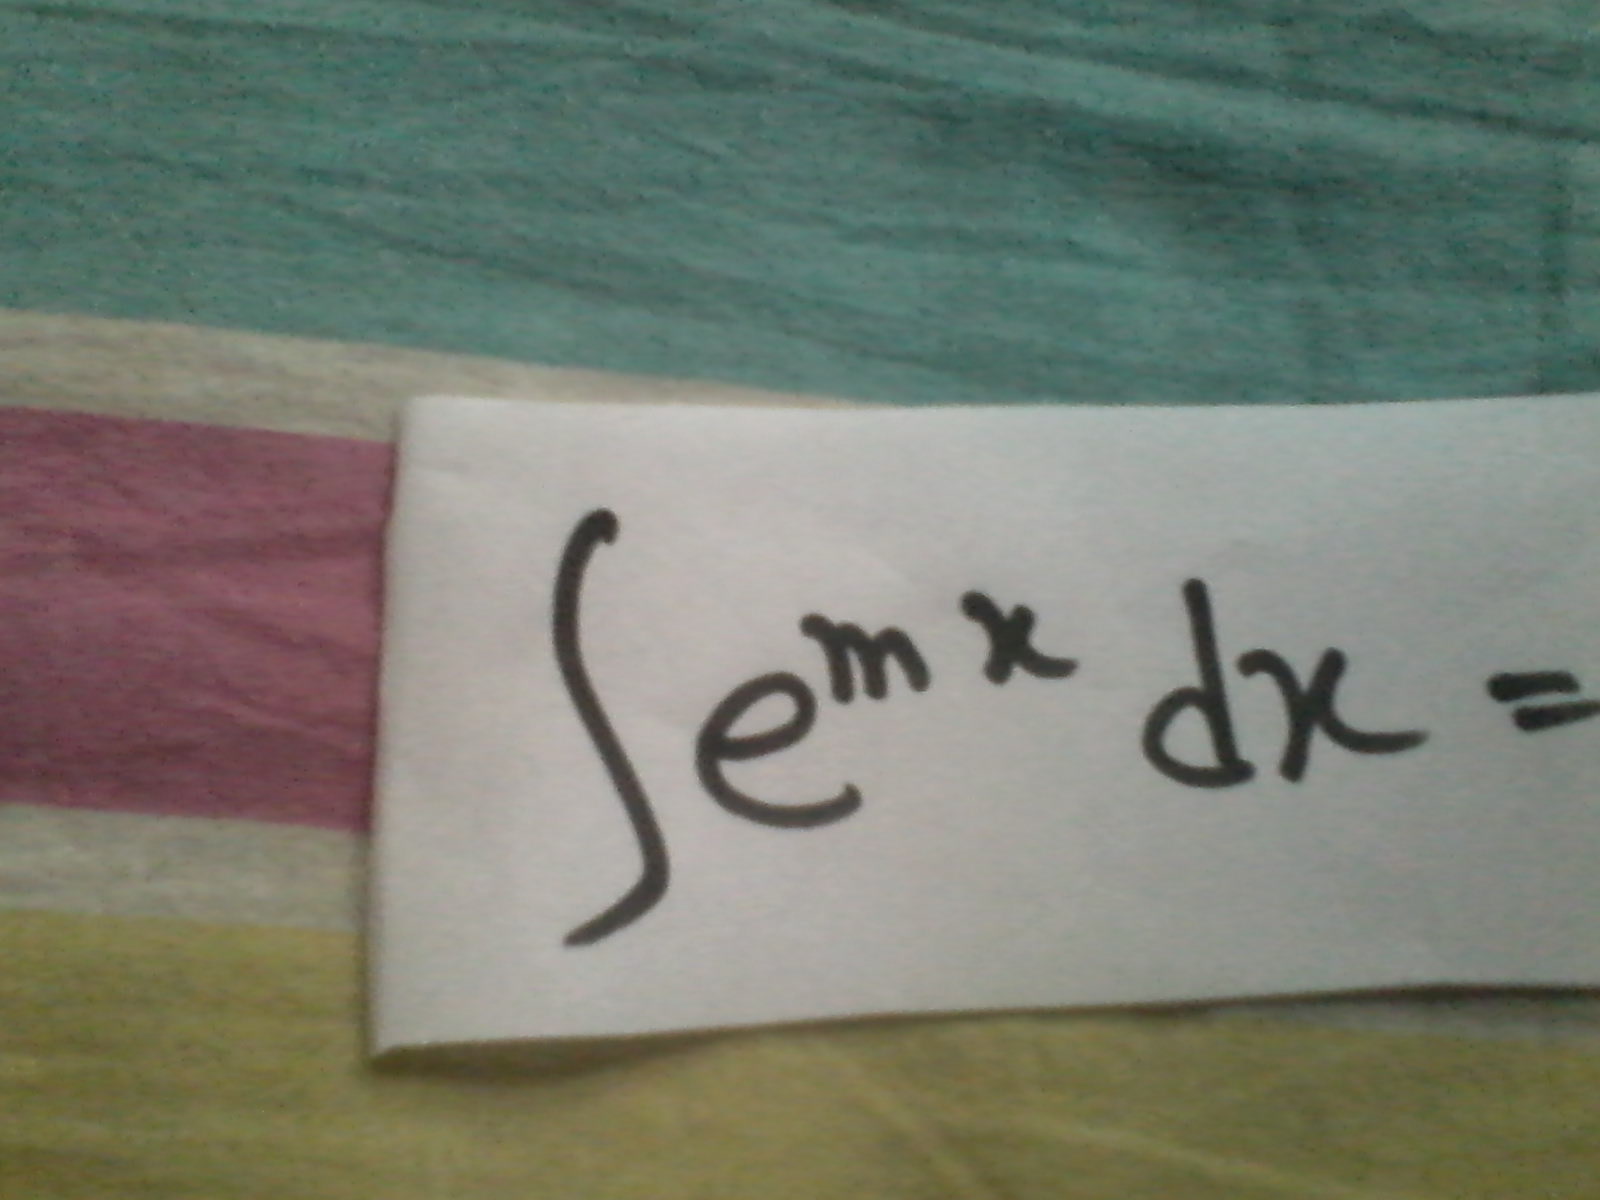 ∫e^{mx} dx =